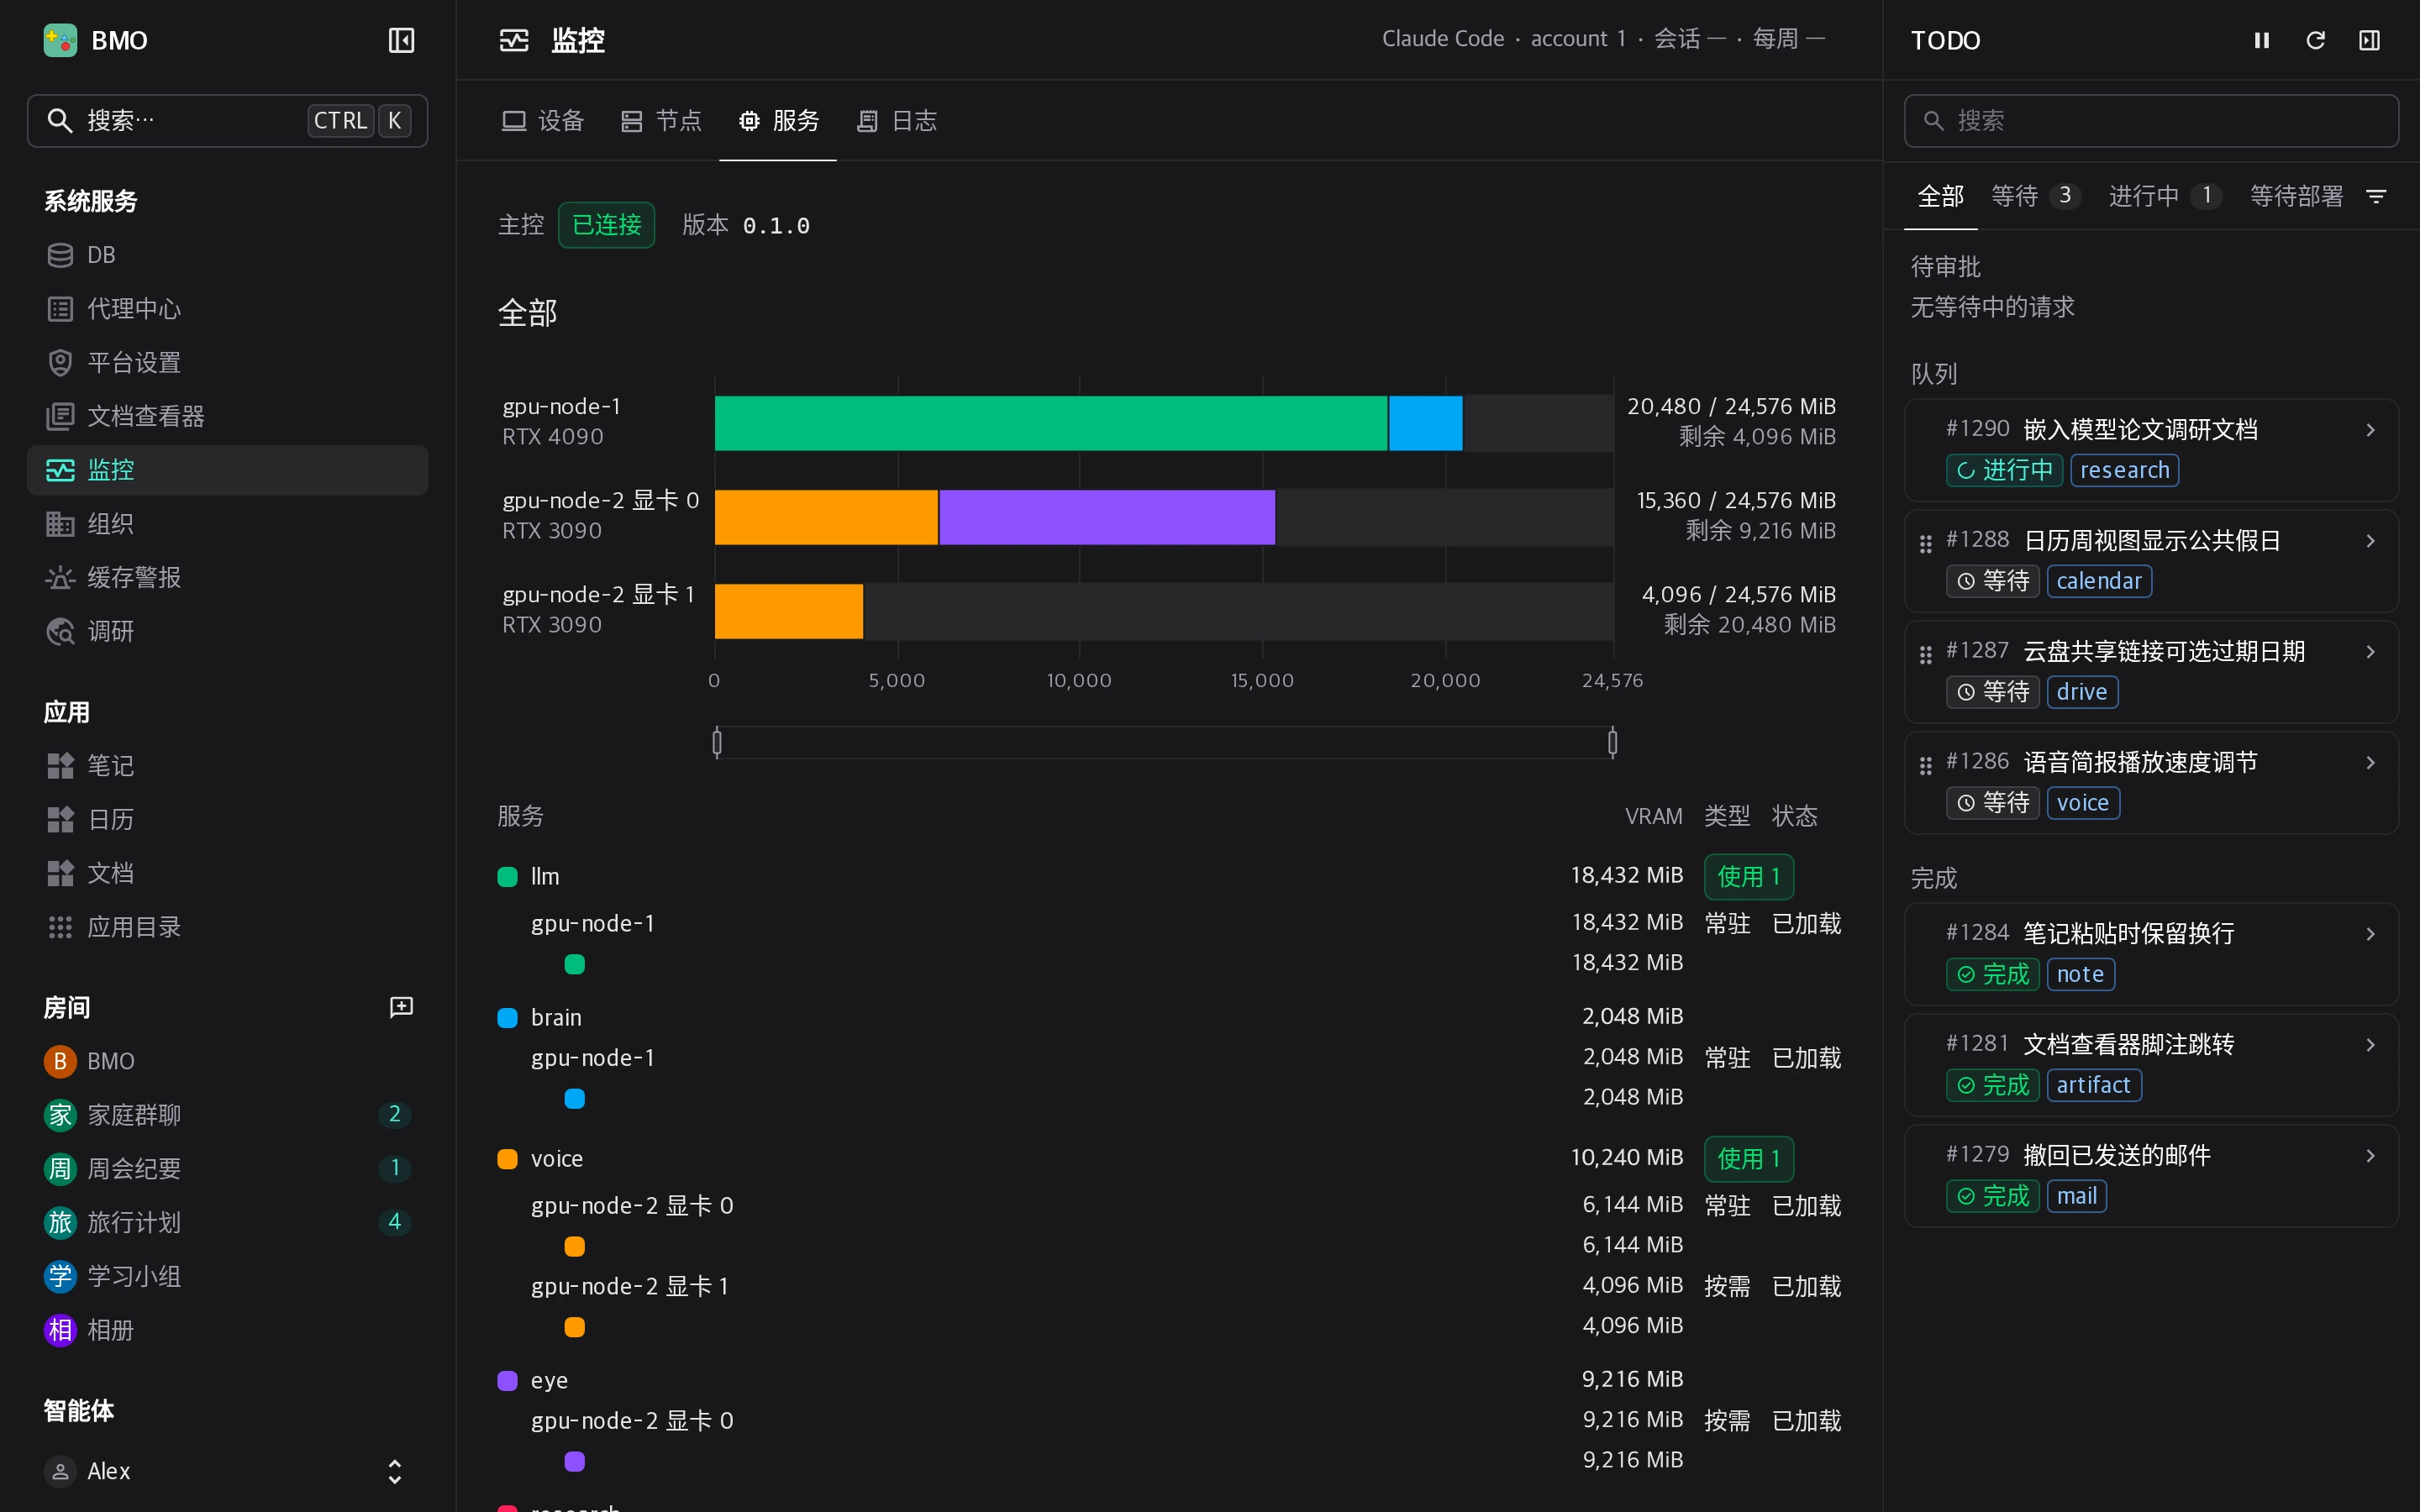 BMO
搜索…
CTRL K
系统服务
DB
代理中心
平台设置
文档查看器
监控
组织
缓存警报
调研
应用
笔记
日历
文档
应用目录
房间
B BMO
家 家庭群聊 2
周 周会纪要 1
旅 旅行计划 4
学 学习小组
相 相册
智能体
Alex
监控
Claude Code · account 1 · 会话 — · 每周 —
设备 节点 服务 日志
主控 已连接 版本 0.1.0
全部
gpu-node-1 20,480 / 24,576 MiB
RTX 4090 剩余 4,096 MiB
gpu-node-2 显卡 0 15,360 / 24,576 MiB
RTX 3090 剩余 9,216 MiB
gpu-node-2 显卡 1 4,096 / 24,576 MiB
RTX 3090 剩余 20,480 MiB
0 5,000 10,000 15,000 20,000 24,576
服务 VRAM 类型 状态
llm 18,432 MiB 使用 1
gpu-node-1 18,432 MiB 常驻 已加载
18,432 MiB
brain 2,048 MiB
gpu-node-1 2,048 MiB 常驻 已加载
2,048 MiB
voice 10,240 MiB 使用 1
gpu-node-2 显卡 0 6,144 MiB 常驻 已加载
6,144 MiB
gpu-node-2 显卡 1 4,096 MiB 按需 已加载
4,096 MiB
eye 9,216 MiB
gpu-node-2 显卡 0 9,216 MiB 按需 已加载
9,216 MiB
TODO
搜索
全部 等待 3 进行中 1 等待部署
待审批
无等待中的请求
队列
#1290 嵌入模型论文调研文档
进行中 research
#1288 日历周视图显示公共假日
等待 calendar
#1287 云盘共享链接可选过期日期
等待 drive
#1286 语音简报播放速度调节
等待 voice
完成
#1284 笔记粘贴时保留换行
完成 note
#1281 文档查看器脚注跳转
完成 artifact
#1279 撤回已发送的邮件
完成 mail